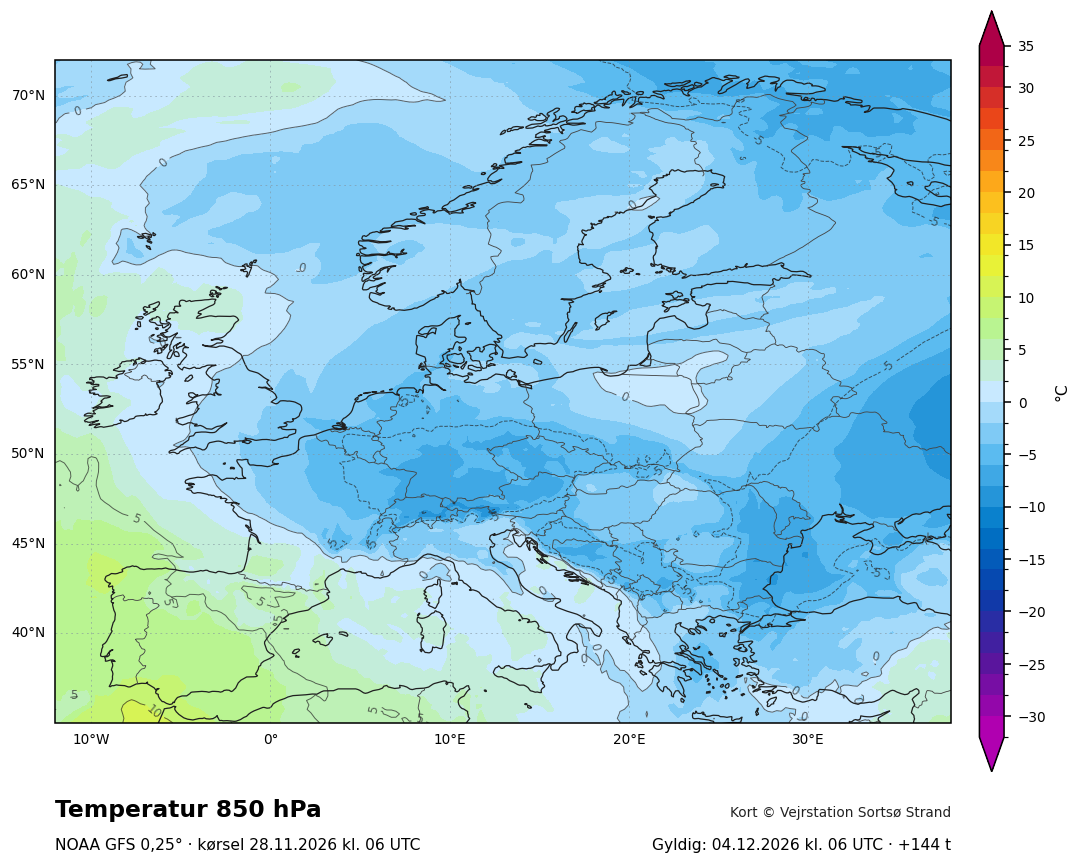 70°N
65°N
60°N
55°N
50°N
45°N
40°N
10°W
0°
10°E
20°E
30°E
35
30
25
20
15
10
5
0
−5
−10
−15
−20
−25
−30
°C
Temperatur 850 hPa
Kort © Vejrstation Sortsø Strand
NOAA GFS 0,25° · kørsel 28.11.2026 kl. 06 UTC
Gyldig: 04.12.2026 kl. 06 UTC · +144 t